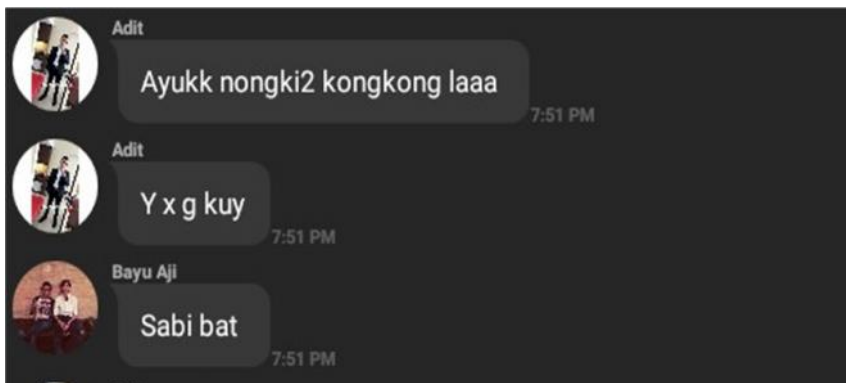 Adit
Ayukk nongki2 kongkong laaa
7:51 PM
Adit
Y x g kuy
7:51 PM
Bayu Aji
Sabi bat
7:51 PM